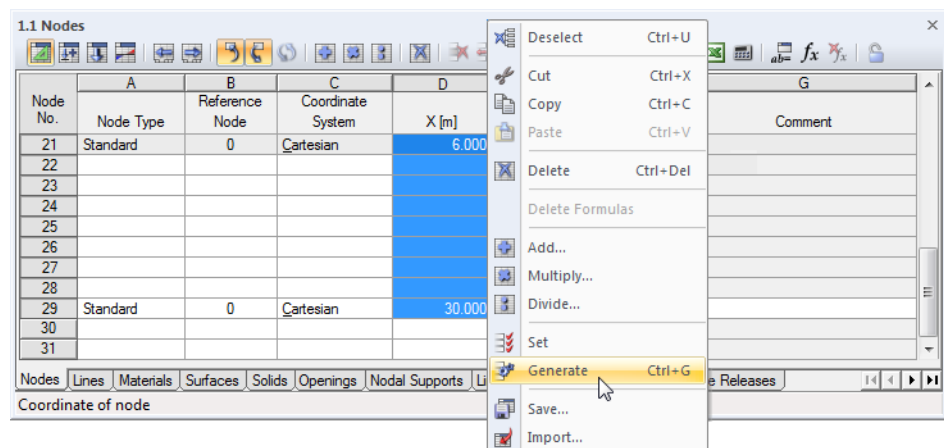 1.1 Nodes
A B C D G
Node No. Node Type Reference Node Coordinate System X [m] Comment
21 Standard 0 Cartesian 6.000
22
23
24
25
26
27
28
29 Standard 0 Cartesian 30.000
30
31
Nodes Lines Materials Surfaces Solids Openings Nodal Supports Li e Releases
Coordinate of node
Deselect Ctrl+U
Cut Ctrl+X
Copy Ctrl+C
Paste Ctrl+V
Delete Ctrl+Del
Delete Formulas
Add...
Multiply...
Divide...
Set
Generate Ctrl+G
Save...
Import...